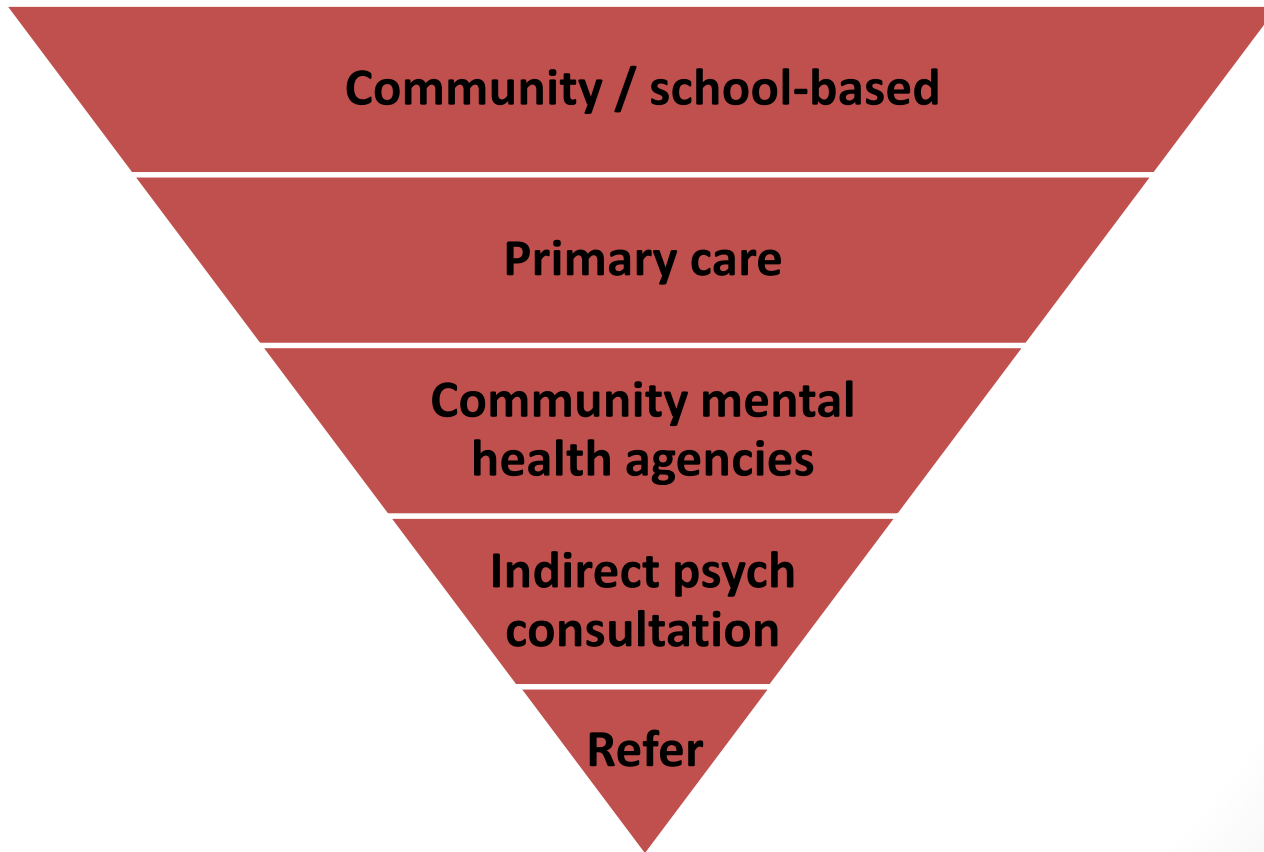 Community / school-based
Primary care
Community mental
health agencies
Indirect psych
consultation
Refer